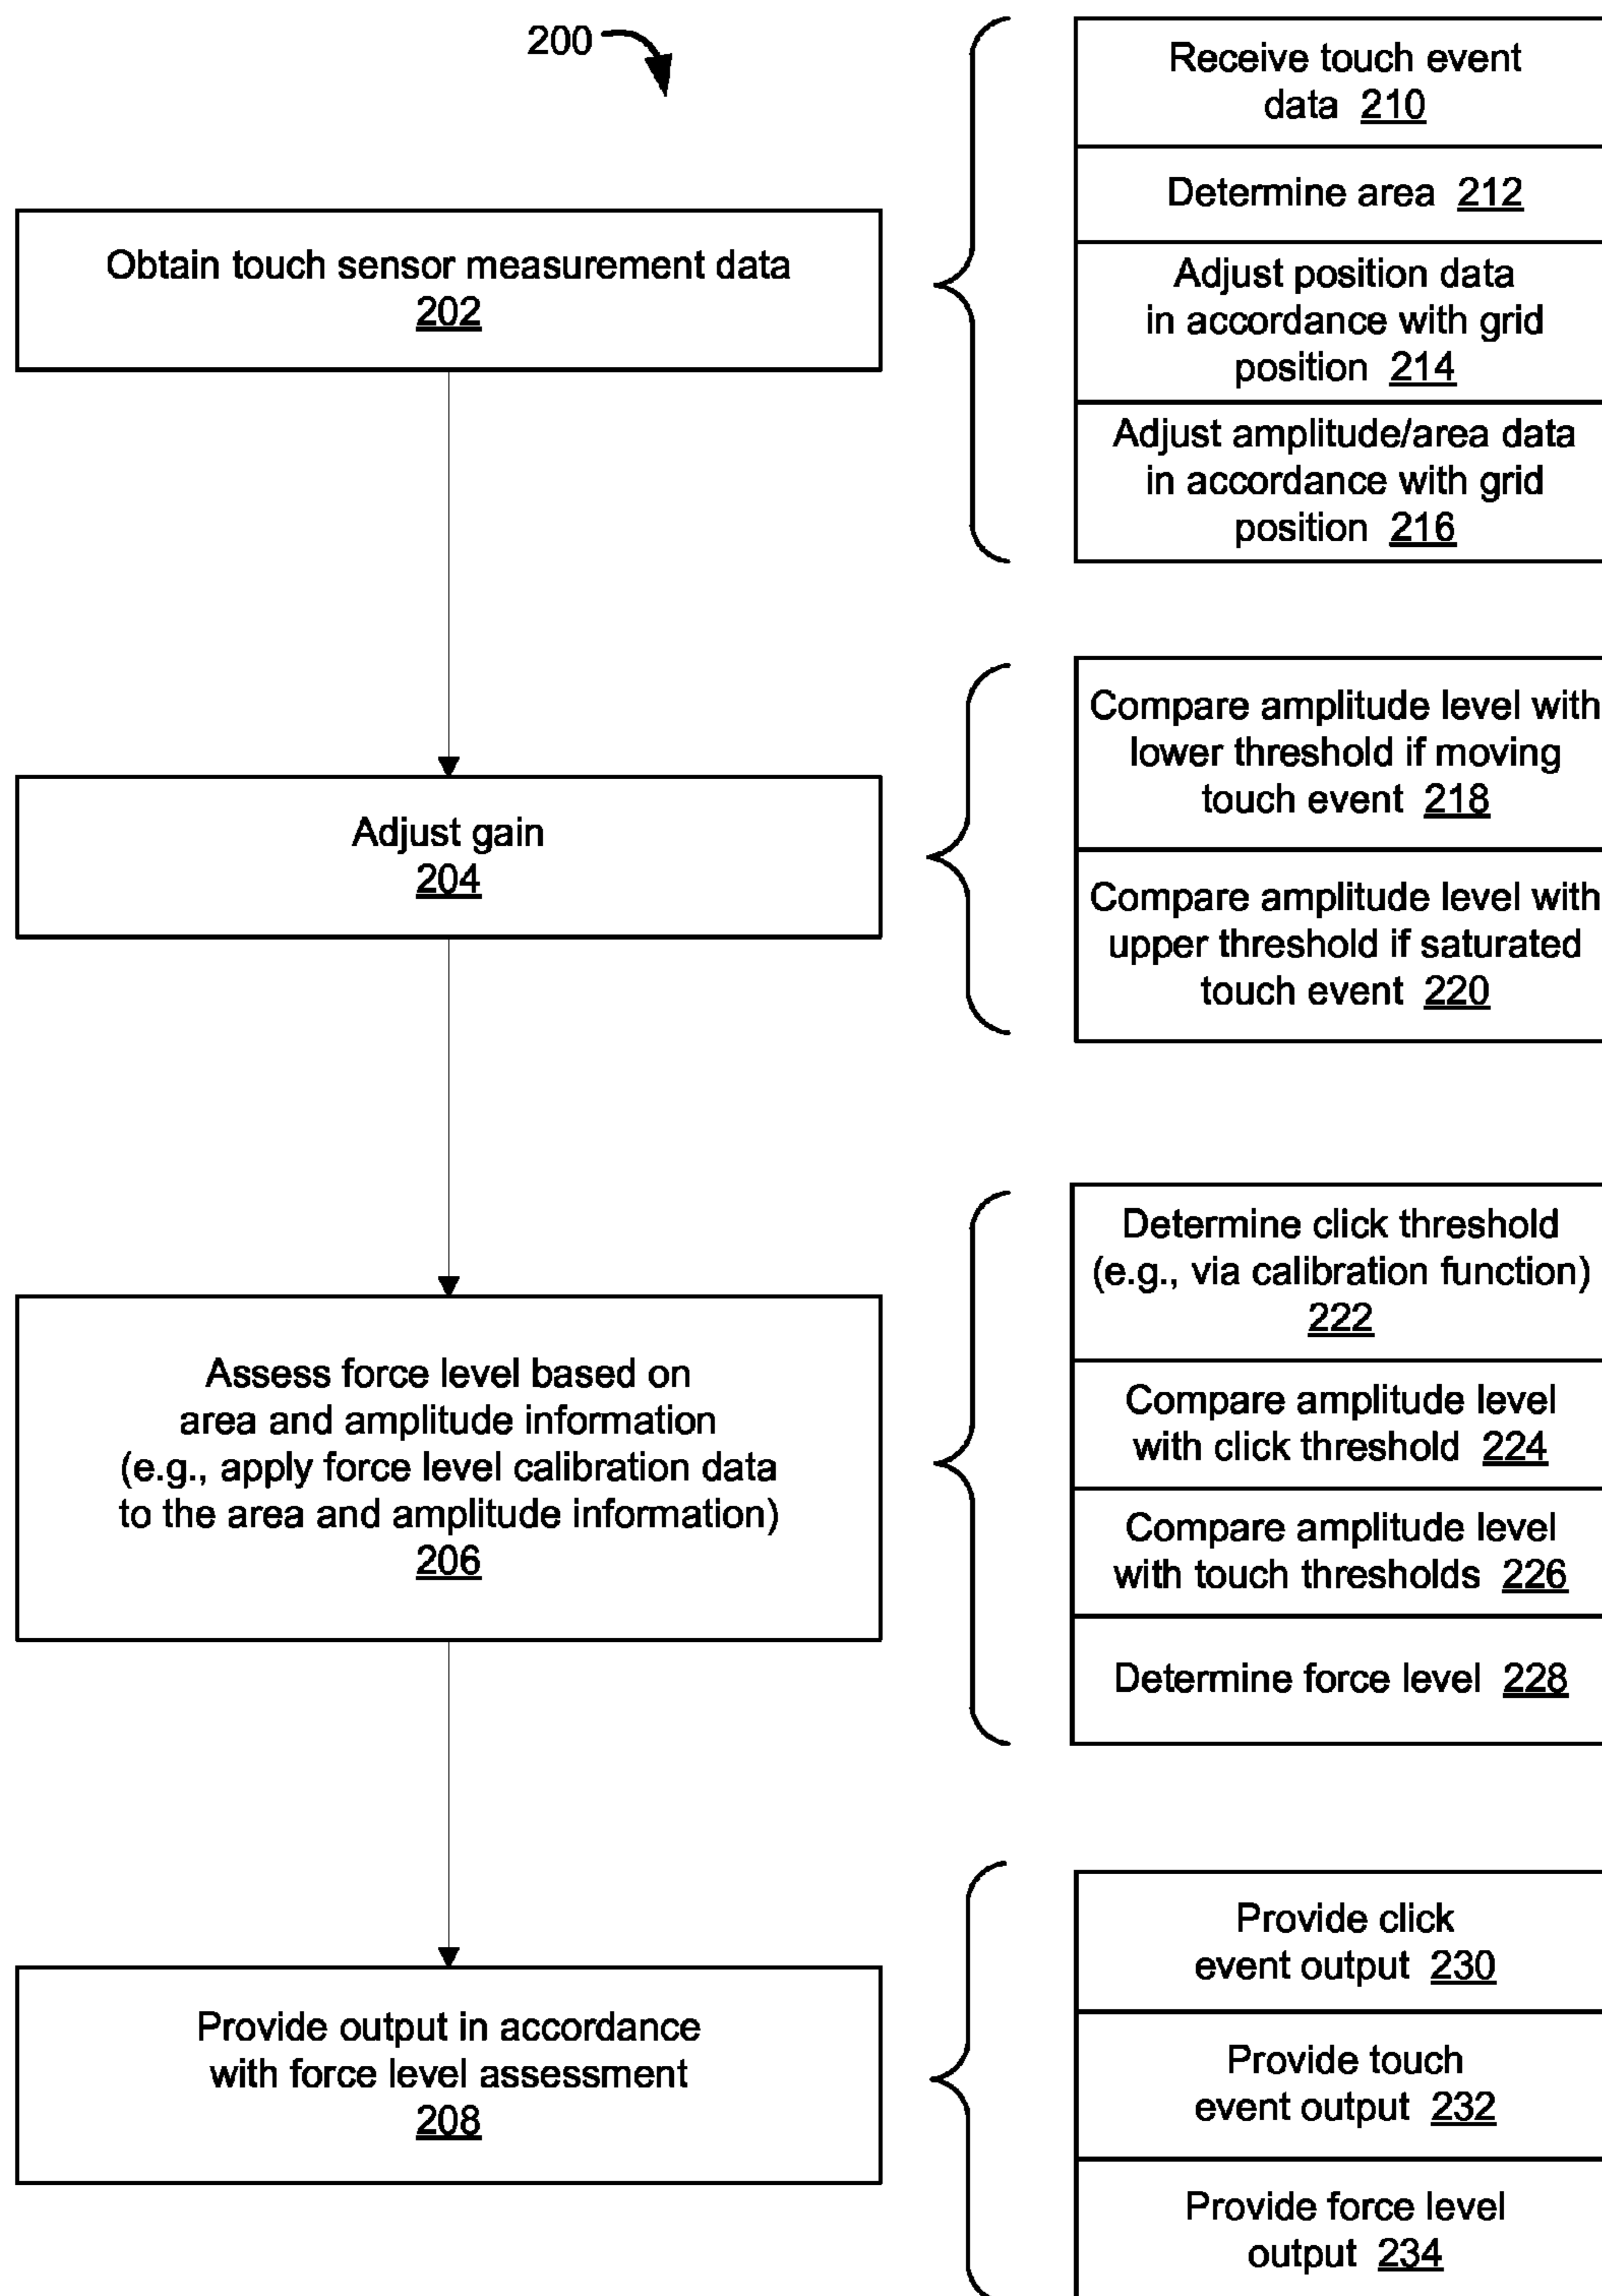 200
Receive touch event
data 210
Determine area 212
Adjust position data
in accordance with grid
position 214
Adjust amplitude/area data
in accordance with grid
position 216
Obtain touch sensor measurement data
202
Compare amplitude level with
lower threshold if moving
touch event 218
Compare amplitude level with
upper threshold if saturated
touch event 220
Adjust gain
204
Determine click threshold
(e.g., via calibration function)
222
Compare amplitude level
with click threshold 224
Compare amplitude level
with touch thresholds 226
Determine force level 228
Assess force level based on
area and amplitude information
(e.g., apply force level calibration data
to the area and amplitude information)
206
Provide click
event output 230
Provide touch
event output 232
Provide force level
output 234
Provide output in accordance
with force level assessment
208